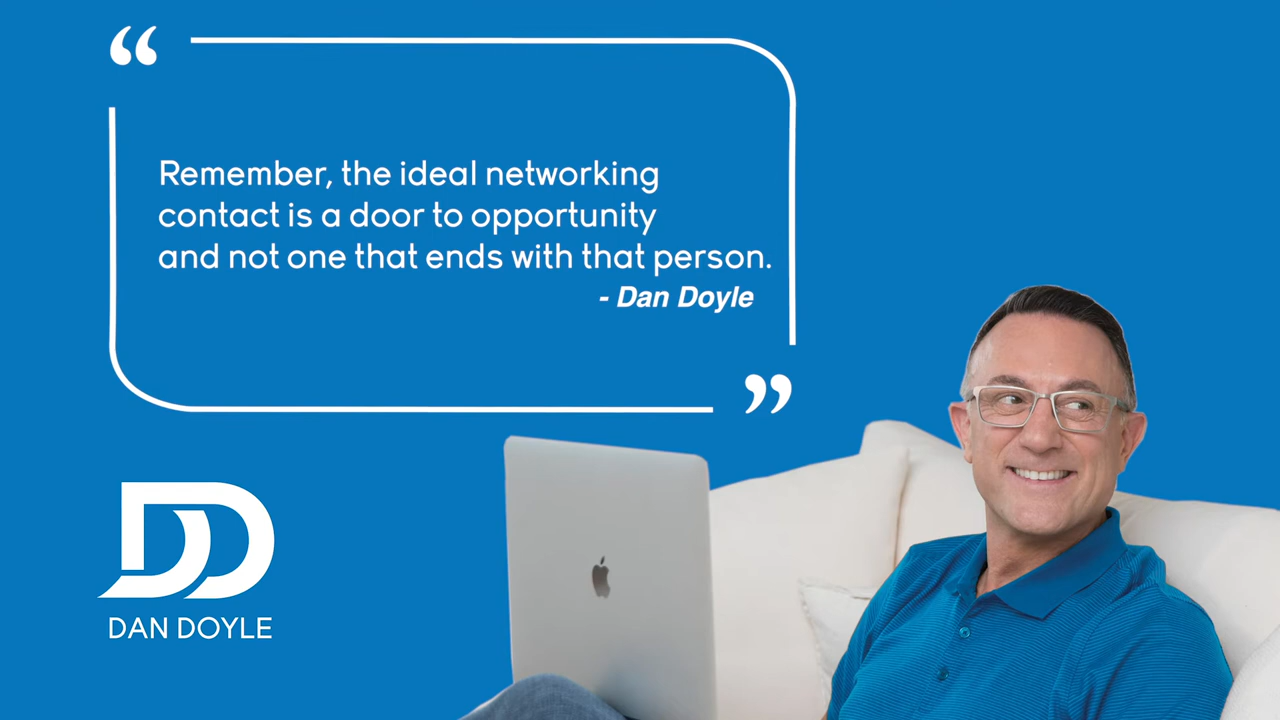 “
Remember, the ideal networking
contact is a door to opportunity
and not one that ends with that person.
- Dan Doyle
”
DD
DAN DOYLE